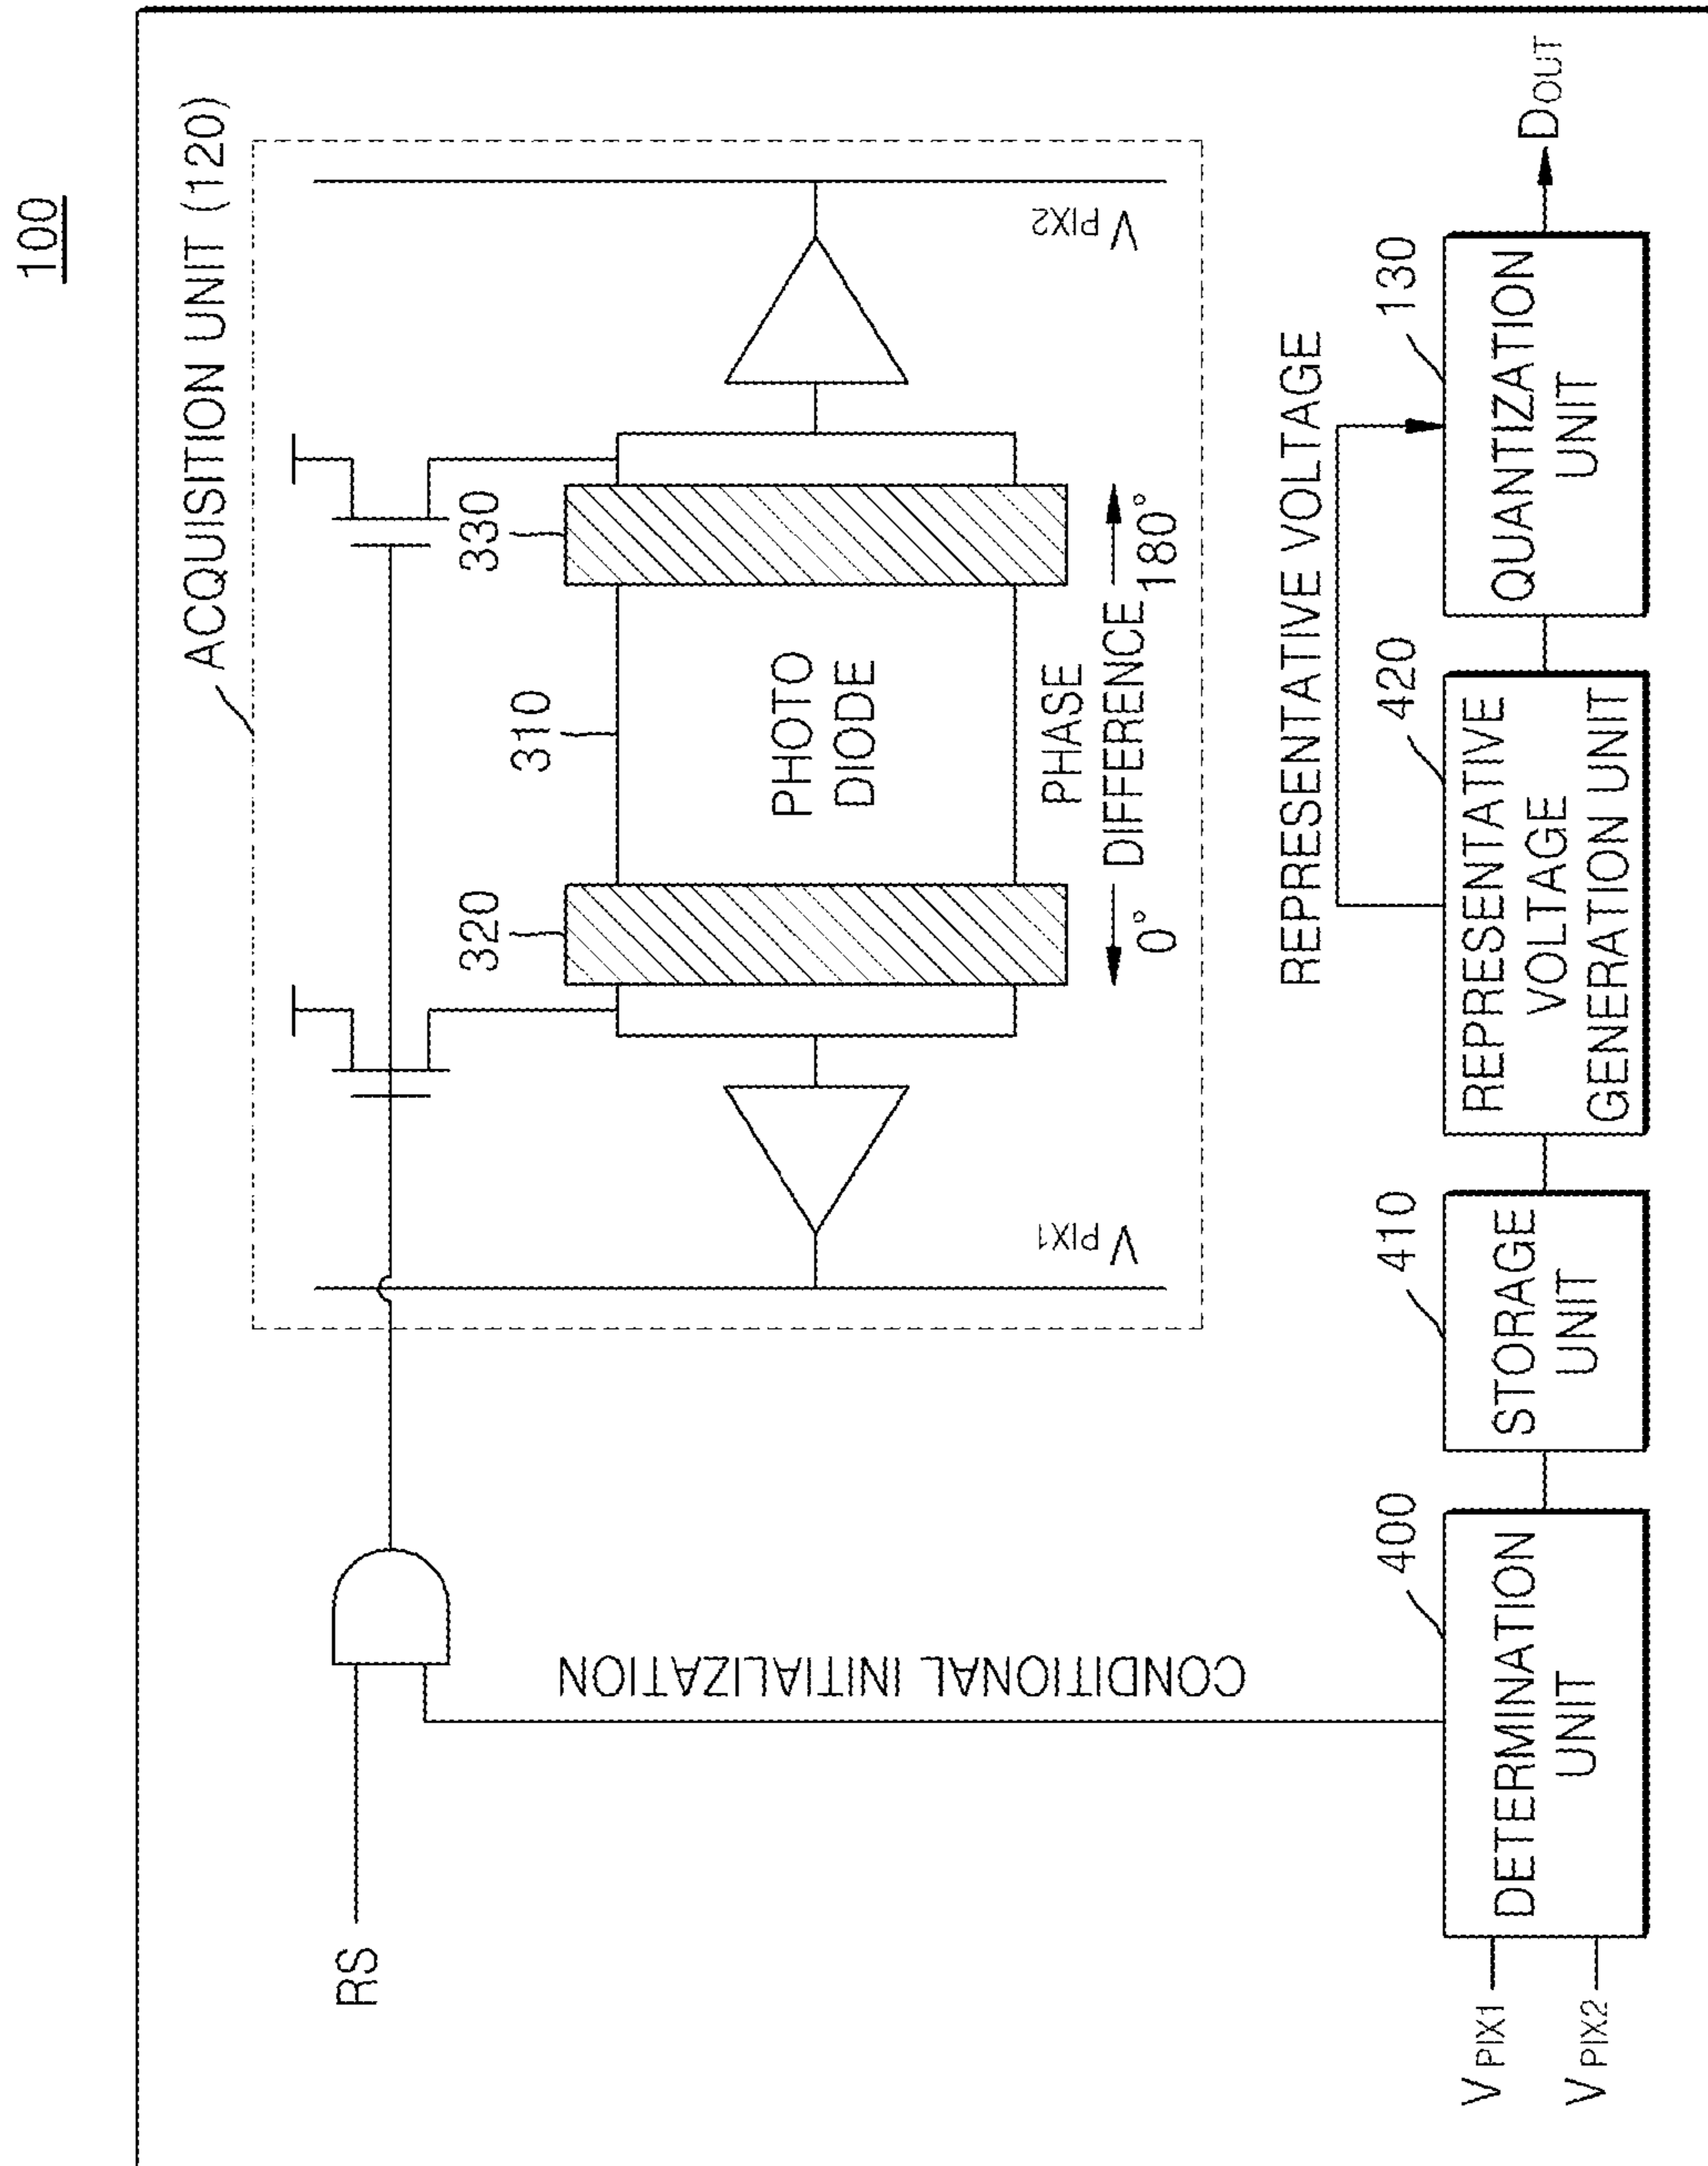 100
ACQUISITION UNIT (120)
330
310
320
PHOTO
DIODE
PHASE
DIFFERENCE
0°
180°
V PIX1
V PIX2
RS
CONDITIONAL INITIALIZATION
REPRESENTATIVE VOLTAGE
400
410
420
130
VPIX1
VPIX2
DETERMINATION
UNIT
STORAGE
UNIT
REPRESENTATIVE
VOLTAGE
GENERATION UNIT
QUANTIZATION
UNIT
DOUT